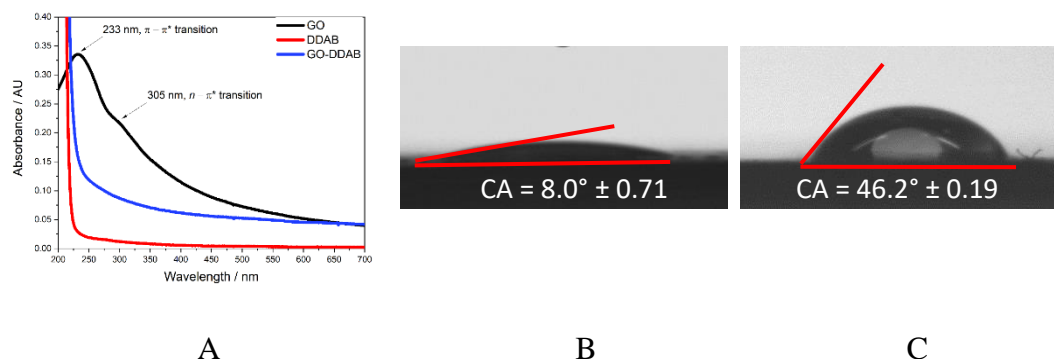 233 nm, π – π* transition
305 nm, n – π* transition
GO
DDAB
GO-DDAB
Absorbance / AU
0.40
0.35
0.30
0.25
0.20
0.15
0.10
0.05
0.00
200 250 300 350 400 450 500 550 600 650 700
Wavelength / nm
CA = 8.0° ± 0.71
CA = 46.2° ± 0.19
A B C